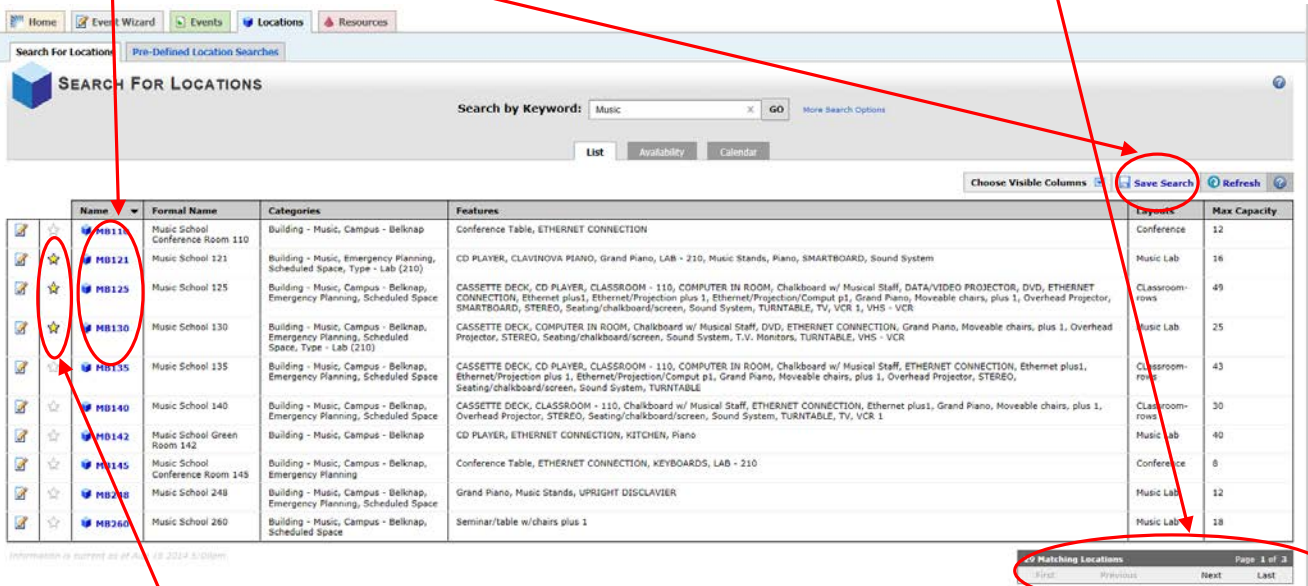 Home Event Wizard Events Locations Resources
Search For Locations Pre-Defined Location Searches
SEARCH FOR LOCATIONS
Search by Keyword: Music × GO More Search Options
List Availability Calendar
Choose Visible Columns Save Search Refresh
Name Formal Name Categories Features Layouts Max Capacity
MB110 Music School Building - Music, Campus - Belknap Conference Table, ETHERNET CONNECTION Conference 12
Conference Room 110
MB121 Music School 121 Building - Music, Emergency Planning, CD PLAYER, CLAVINOVA PIANO, Grand Piano, LAB - 210, Music Stands, Piano, SMARTBOARD, Sound System Music Lab 16
Scheduled Space, Type - Lab (210)
MB125 Music School 125 Building - Music, Campus - Belknap, CASSETTE DECK, CD PLAYER, CLASSROOM - 110, COMPUTER IN ROOM, Chalkboard w/ Musical Staff, DATA/VIDEO PROJECTOR, DVD, ETHERNET CLassroom- 49
Emergency Planning, Scheduled Space CONNECTION, Ethernet plus1, Ethernet/Projection plus 1, Ethernet/Projection/Comput p1, Grand Piano, Moveable chairs, plus 1, Overhead Projector, rows
SMARTBOARD, STEREO, Seating/chalkboard/screen, Sound System, TURNTABLE, TV, VCR 1, VHS - VCR
MB130 Music School 130 Building - Music, Campus - Belknap, CASSETTE DECK, COMPUTER IN ROOM, Chalkboard w/ Musical Staff, DVD, ETHERNET CONNECTION, Grand Piano, Moveable chairs, plus 1, Overhead Music Lab 25
Emergency Planning, Scheduled Projector, STEREO, Seating/chalkboard/screen, Sound System, T.V. Monitors, TURNTABLE, VHS - VCR
Space, Type - Lab (210)
MB135 Music School 135 Building - Music, Campus - Belknap, CASSETTE DECK, CD PLAYER, CLASSROOM - 110, COMPUTER IN ROOM, Chalkboard w/ Musical Staff, ETHERNET CONNECTION, Ethernet plus1, CLassroom- 43
Emergency Planning, Scheduled Space Ethernet/Projection plus 1, Ethernet/Projection/Comput p1, Grand Piano, Moveable chairs, plus 1, Overhead Projector, STEREO, rows
Seating/chalkboard/screen, Sound System, TURNTABLE
MB140 Music School 140 Building - Music, Campus - Belknap, CASSETTE DECK, CLASSROOM - 110, Chalkboard w/ Musical Staff, ETHERNET CONNECTION, Ethernet plus1, Grand Piano, Moveable chairs, plus 1, CLassroom- 30
Emergency Planning, Scheduled Space Overhead Projector, STEREO, Seating/chalkboard/screen, Sound System, TURNTABLE, TV, VCR 1 rows
MB142 Music School Green Building - Music, Campus - Belknap CD PLAYER, ETHERNET CONNECTION, KITCHEN, Piano Music Lab 40
Room 142
MB145 Music School Building - Music, Campus - Belknap, Conference Table, ETHERNET CONNECTION, KEYBOARDS, LAB - 210 Conference 8
Conference Room 145 Emergency Planning
MB248 Music School 248 Building - Music, Campus - Belknap, Grand Piano, Music Stands, UPRIGHT DISCLAVIER Music Lab 12
Emergency Planning, Scheduled Space
MB260 Music School 260 Building - Music, Campus - Belknap, Seminar/table w/chairs plus 1 Music Lab 18
Scheduled Space
Information is current as of 2014 5:08pm
29 Matching Locations Page 1 of 3
First Previous Next Last